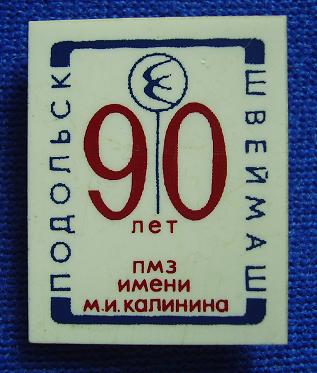 ПОДОЛЬСК
ШВЕЙМАШ
90
лет
пмз
имени
м.и.калинина